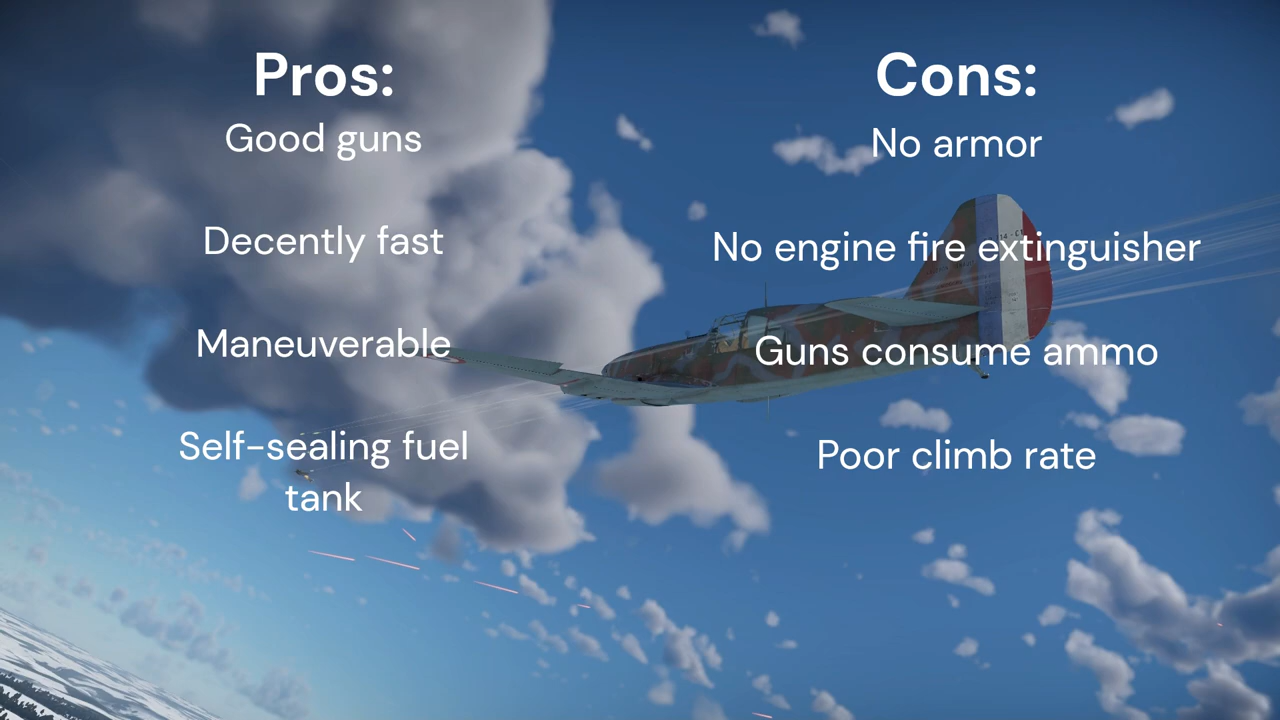 Pros:
Good guns
Decently fast
Maneuverable
Self-sealing fuel
tank
Cons:
No armor
No engine fire extinguisher
Guns consume ammo
Poor climb rate